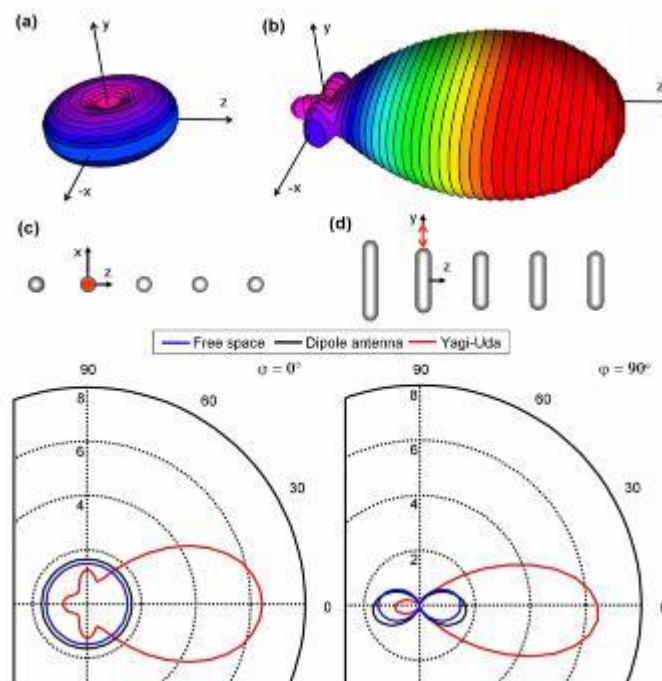 (a)
y
z
-x
(b)
y
z
-x
(c)
x
z
(d)
y
z
Free space Dipole antenna Yagi-Uda
φ = 0°
90
8
60
6
4
30
0
φ = 90°
90
8
60
6
4
30
2
0